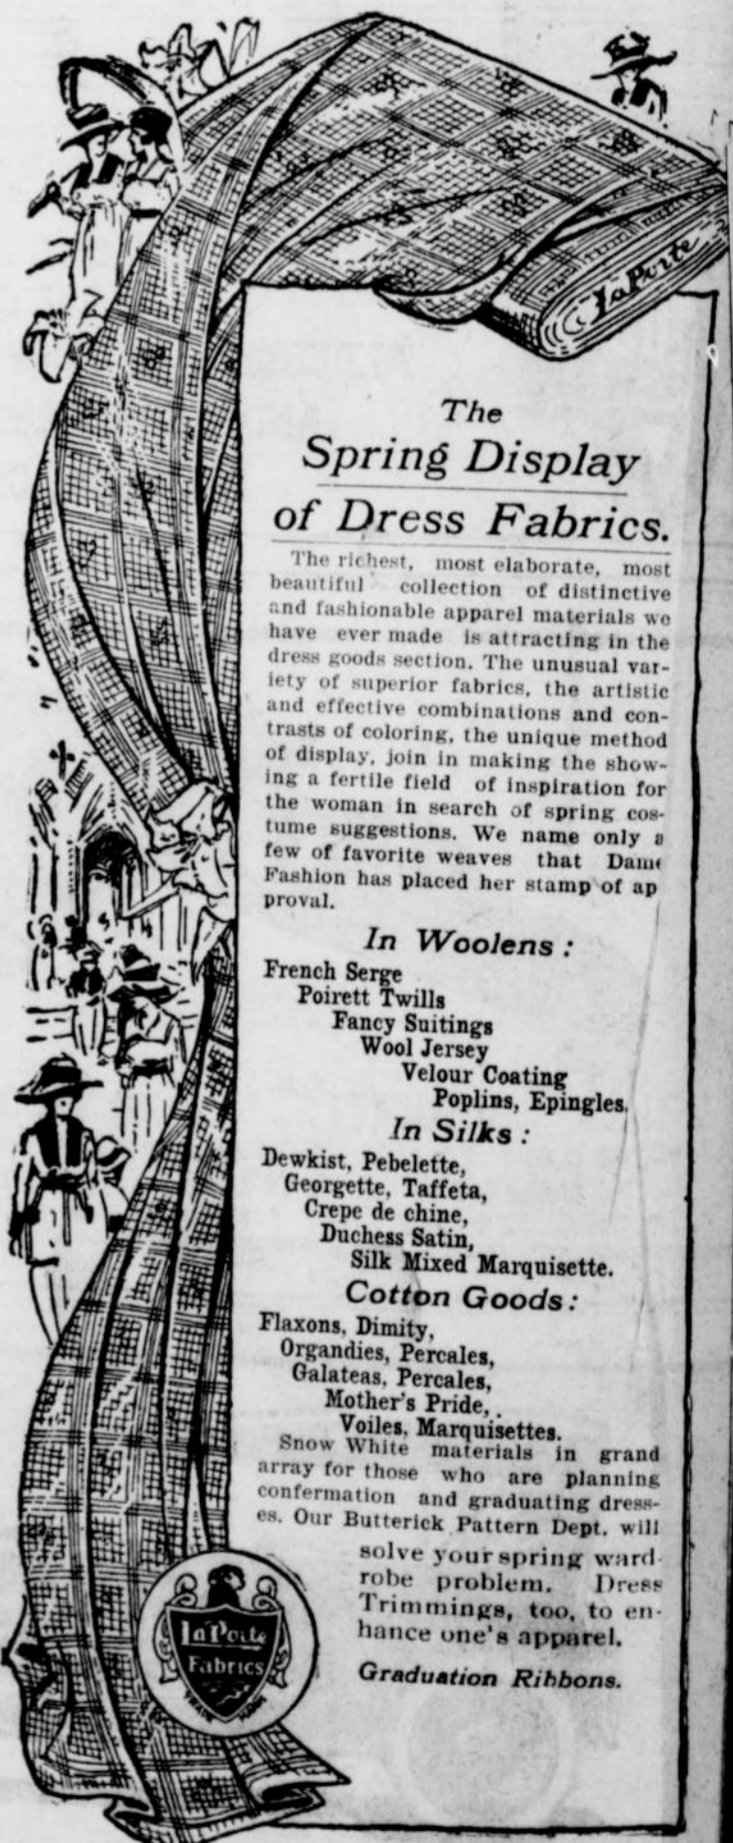 LaPorte
The
Spring Display
of Dress Fabrics.
The richest, most elaborate, most
beautiful collection of distinctive
and fashionable apparel materials we
have ever made is attracting in the
dress goods section. The unusual var-
iety of superior fabrics, the artistic
and effective combinations and con-
trasts of coloring, the unique method
of display, join in making the show-
ing a fertile field of inspiration for
the woman in search of spring cos-
tume suggestions. We name only a
few of favorite weaves that Dame
Fashion has placed her stamp of ap
proval.
In Woolens :
French Serge
Poirett Twills
Fancy Suitings
Wool Jersey
Velour Coating
Poplins, Epingles.
In Silks :
Dewkist, Pebelette,
Georgette, Taffeta,
Crepe de chine,
Duchess Satin,
Silk Mixed Marquisette.
Cotton Goods :
Flaxons, Dimity,
Organdies, Percales,
Galateas, Percales,
Mother's Pride,
Voiles, Marquisettes.
Snow White materials in grand
array for those who are planning
confermation and graduating dress-
es. Our Butterick Pattern Dept. will
solve your spring ward-
robe problem. Dress
Trimmings, too, to en-
hance one's apparel.
Graduation Ribbons.
LaPorte
Fabrics
TRADE MARK